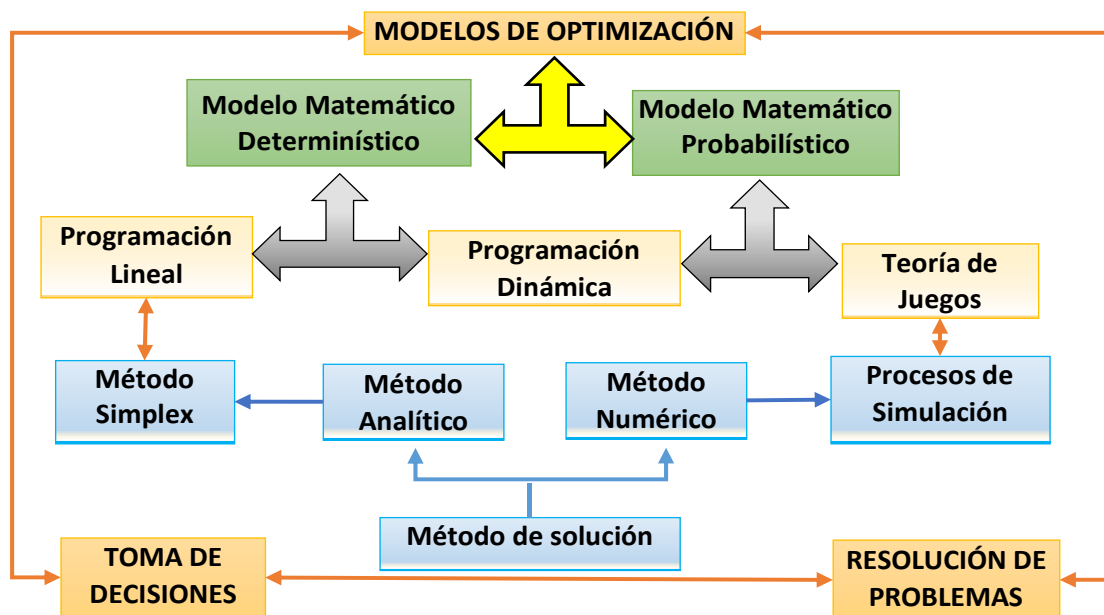 MODELOS DE OPTIMIZACIÓN
Modelo Matemático
Determinístico
Modelo Matemático
Probabilístico
Programación
Lineal
Programación
Dinámica
Teoría de
Juegos
Método
Simplex
Método
Analítico
Método
Numérico
Procesos de
Simulación
Método de solución
TOMA DE
DECISIONES
RESOLUCIÓN DE
PROBLEMAS